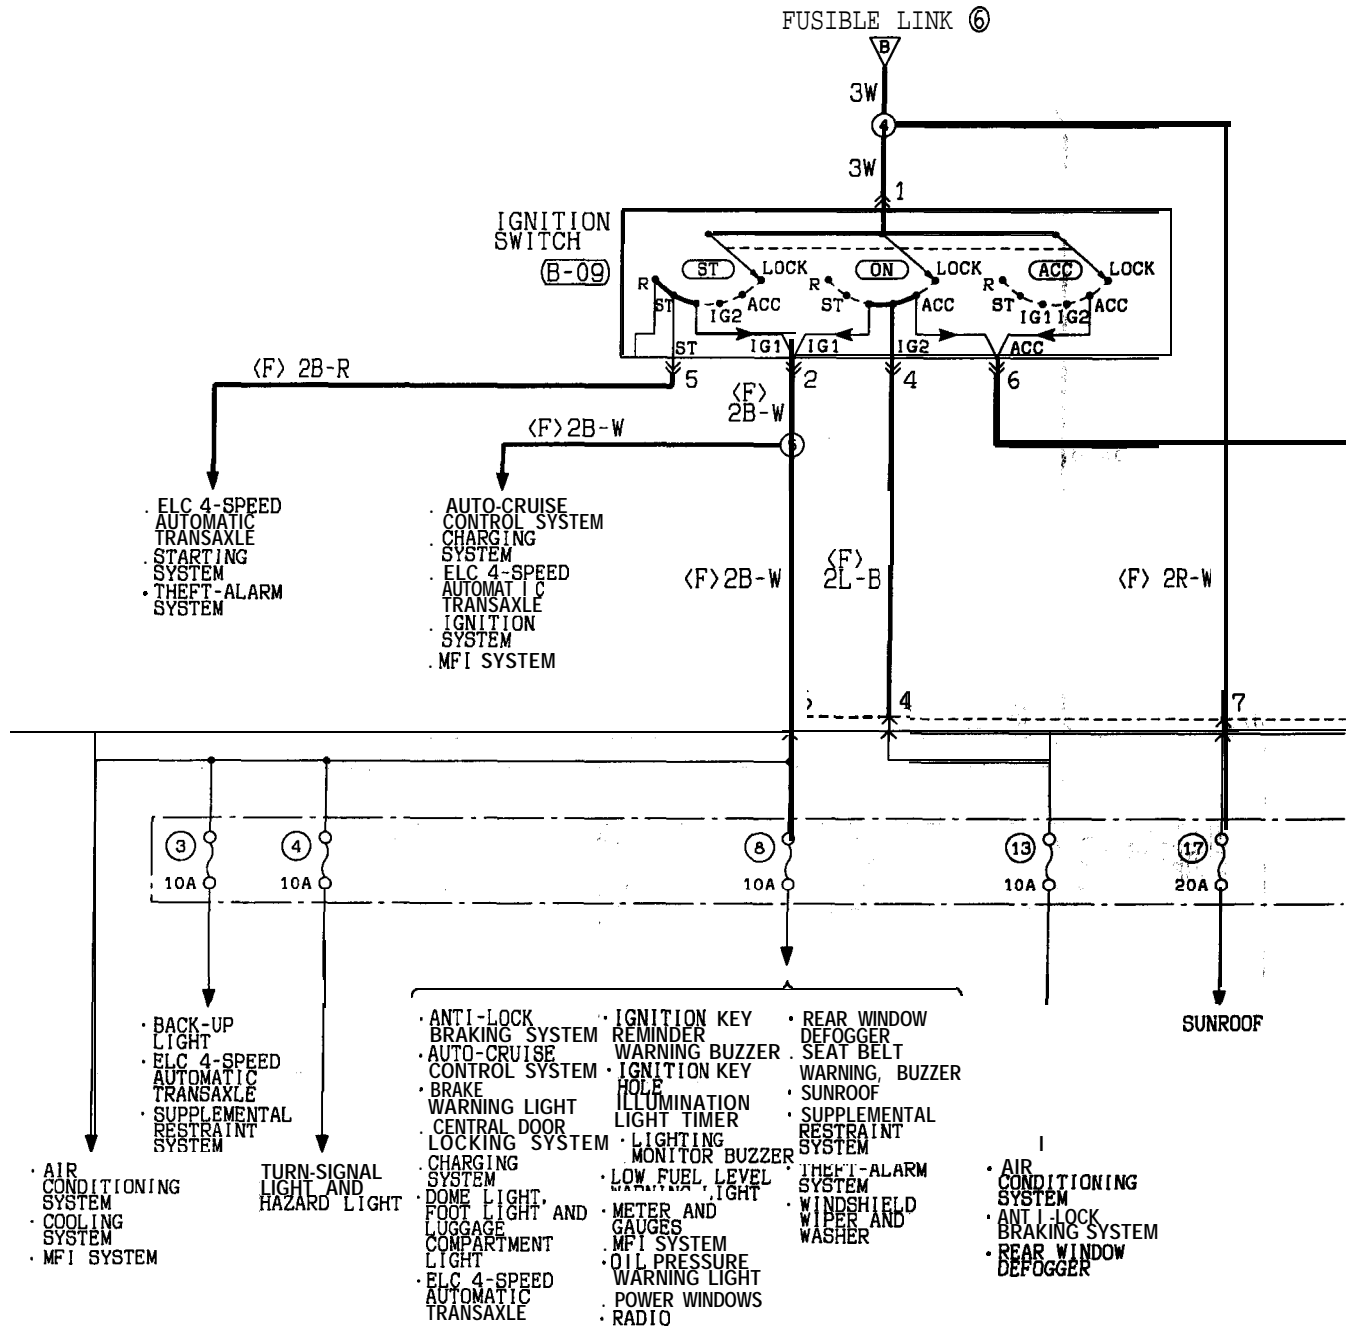 FUSIBLE LINK ⑥
B
3W
4
3W
1
IGNITION
SWITCH
B-09
ST
LOCK
ON
LOCK
ACC
LOCK
R
ST
IG2
ACC
R
ST
ACC
R
ST
IG1
IG2
ACC
ST
IG1
IG1
IG2
ACC
<F> 2B-R
5
2
4
6
<F>
2B-W
<F>2B-W
. ELC 4-SPEED
AUTOMATIC
TRANSAXLE
. STARTING
SYSTEM
· THEFT-ALARM
SYSTEM
. AUTO-CRUISE
CONTROL SYSTEM
. CHARGING
SYSTEM
. ELC 4-SPEED
AUTOMATIC
TRANSAXLE
. IGNITION
SYSTEM
. MFI SYSTEM
<F>2B-W
<F>
2L-B
<F> 2R-W
4
7
3
10A
4
10A
8
10A
13
10A
17
20A
· AIR
CONDITIONING
SYSTEM
· COOLING
SYSTEM
· MFI SYSTEM
· BACK-UP
LIGHT
· ELC 4-SPEED
AUTOMATIC
TRANSAXLE
· SUPPLEMENTAL
RESTRAINT
SYSTEM
TURN-SIGNAL
LIGHT AND
HAZARD LIGHT
· ANTI-LOCK
BRAKING SYSTEM
· AUTO-CRUISE
CONTROL SYSTEM
· BRAKE
WARNING LIGHT
. CENTRAL DOOR
LOCKING SYSTEM
. CHARGING
SYSTEM
· DOME LIGHT,
FOOT LIGHT AND
LUGGAGE
COMPARTMENT
LIGHT
· ELC 4-SPEED
AUTOMATIC
TRANSAXLE
· IGNITION KEY
REMINDER
WARNING BUZZER
· IGNITION KEY
HOLE
ILLUMINATION
LIGHT TIMER
· LIGHTING
MONITOR BUZZER
· LOW FUEL LEVEL
WARNING LIGHT
· METER AND
GAUGES
. MFI SYSTEM
· OIL PRESSURE
WARNING LIGHT
. POWER WINDOWS
· RADIO
· REAR WINDOW
DEFOGGER
. SEAT BELT
WARNING, BUZZER
· SUNROOF
· SUPPLEMENTAL
RESTRAINT
SYSTEM
· THEFT-ALARM
SYSTEM
· WINDSHIELD
WIPER AND
WASHER
· AIR
CONDITIONING
SYSTEM
· ANTI-LOCK
BRAKING SYSTEM
· REAR WINDOW
DEFOGGER
SUNROOF